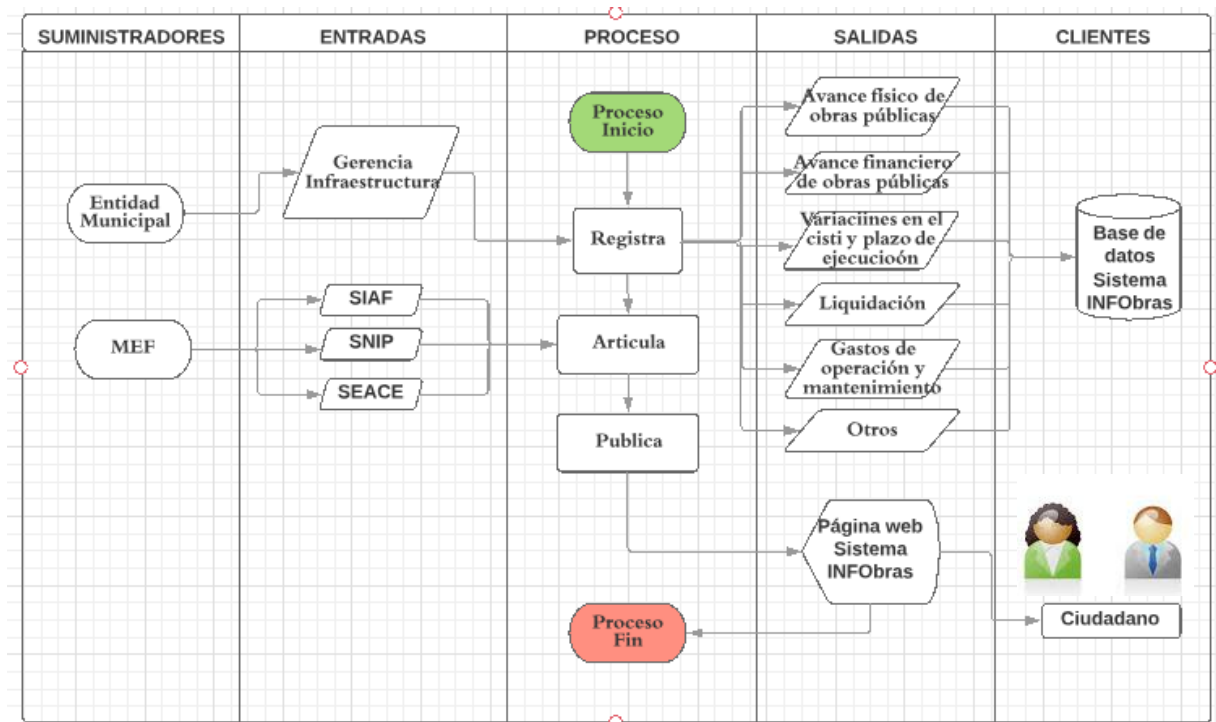 SUMINISTRADORES
ENTRADAS
PROCESO
SALIDAS
CLIENTES
Entidad
Municipal
MEF
Gerencia
Infraestructura
SIAF
SNIP
SEACE
Proceso
Inicio
Registra
Articula
Publica
Proceso
Fin
Avance físico de
obras públicas
Avance financiero
de obras públicas
Variaciines en el
cisti y plazo de
ejecucioón
Liquidación
Gastos de
operación y
mantenimiento
Otros
Página web
Sistema
INFObras
Base de
datos
Sistema
INFObras
Ciudadano